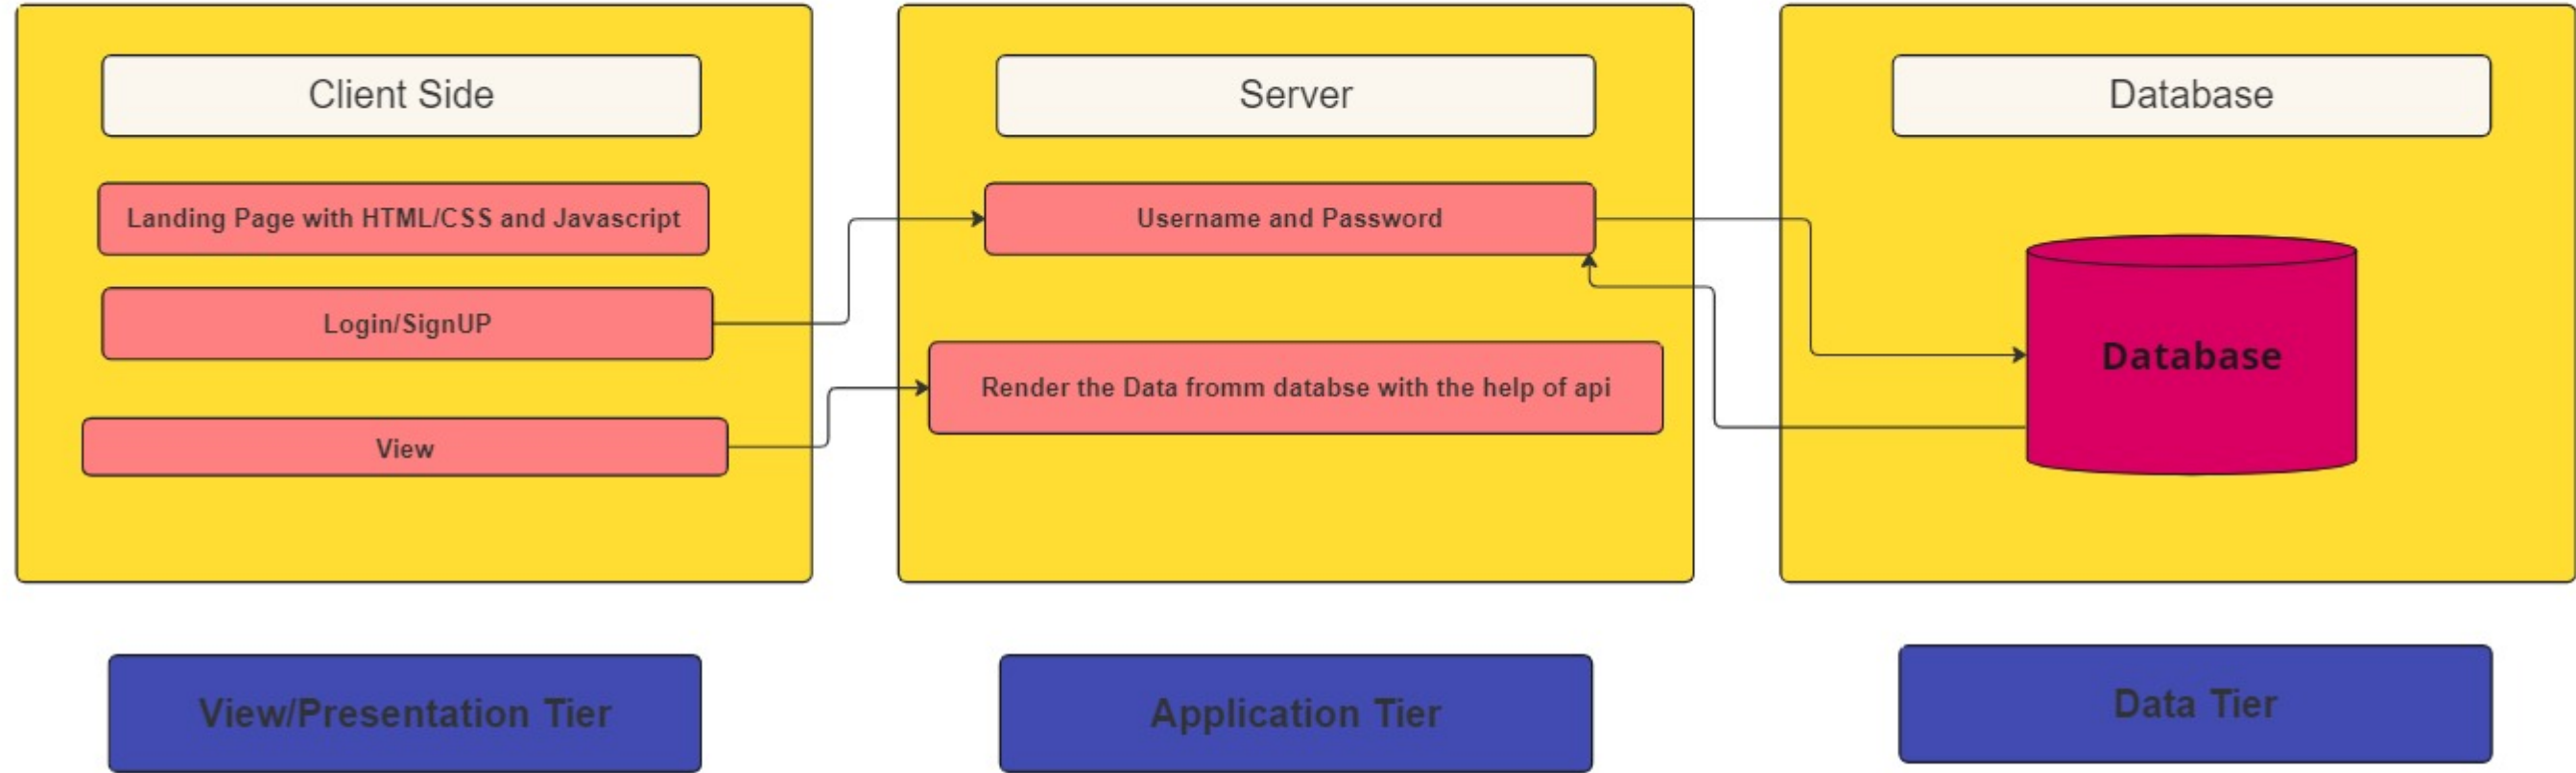 Client Side
Landing Page with HTML/CSS and Javascript
Login/SignUP
View
Server
Username and Password
Render the Data fromm databse with the help of api
Database
Database
View/Presentation Tier
Application Tier
Data Tier